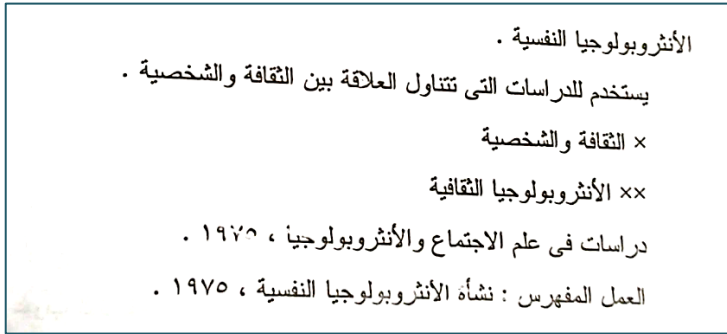 الأنثروبولوجيا النفسية .
يستخدم للدراسات التى تتناول العلاقة بين الثقافة والشخصية .
× الثقافة والشخصية
×× الأنثروبولوجيا الثقافية
دراسات فى علم الاجتماع والأنثروبولوجيا ، ١٩٧٥ .
العمل المفهرس : نشأة الأنثروبولوجيا النفسية ، ١٩٧٥ .